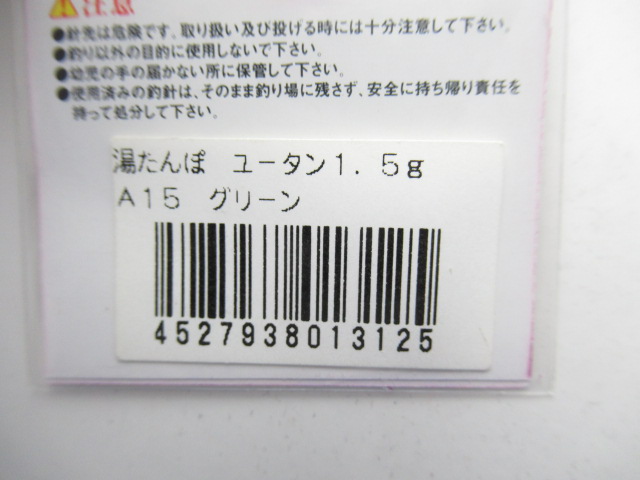 ⚠注意
●針先は危険です、取り扱い及び投げる時には十分注意して下さい。
●釣り以外の目的に使用しないで下さい。
●幼児の手の届かない所に保管して下さい。
●使用済みの釣針は、そのまま釣り場に残さず、安全に持ち帰り責任を
持って処分して下さい。
湯たんぽ ユータン1.5g
A15 グリーン
4527938013125